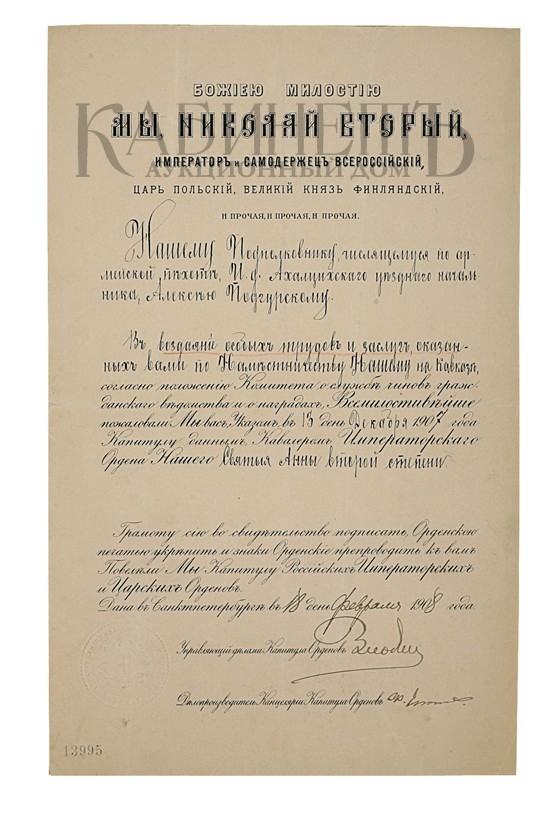 БОЖІЕЮ МИЛОСТІЮ
МЫ, НИКОЛАЙ ВТОРЫЙ,
ИМПЕРАТОРЪ и САМОДЕРЖЕЦЪ ВСЕРОССІЙСКІЙ,
ЦАРЬ ПОЛЬСКІЙ, ВЕЛИКІЙ КНЯЗЬ ФИНЛЯНДСКІЙ,
И ПРОЧАЯ, И ПРОЧАЯ, И ПРОЧАЯ.
КАБИНЕТЪ
АУКЦИОННЫЙ ДОМ
Нашему Подполковнику, числящемуся по ар-
мейской пѣхотѣ, И. д. Ахалцихскаго уѣзднаго началь-
ника, Алексѣю Подгурскому.
Въ воздаяніе особыхъ трудовъ и заслугъ, оказан-
ныхъ вами по Намѣстничеству Нашему на Кавказѣ,
согласно положенію Комитета о службѣ чиновъ граж-
данскаго вѣдомства и о наградахъ, Всемилостивѣйше
пожаловали Мы васъ, Указомъ, въ 13 день Декабря 1907 года
Капитулу даннымъ, Кавалеромъ Императорскаго
Ордена Нашего Святыя Анны второй степени.
Грамоту сію во свидѣтельство подписать, Орденскою
печатью укрѣпить и знаки Орденскіе препроводить къ вамъ
Повелѣли Мы Капитулу Россійскихъ Императорскихъ
и Царскихъ Орденовъ.
Дана въ Санктпетербургѣ въ 18 день Февраля 1908 года
Управляющій дѣлами Капитула Орденовъ
Дѣлопроизводитель Канцеляріи Капитула Орденовъ
13995